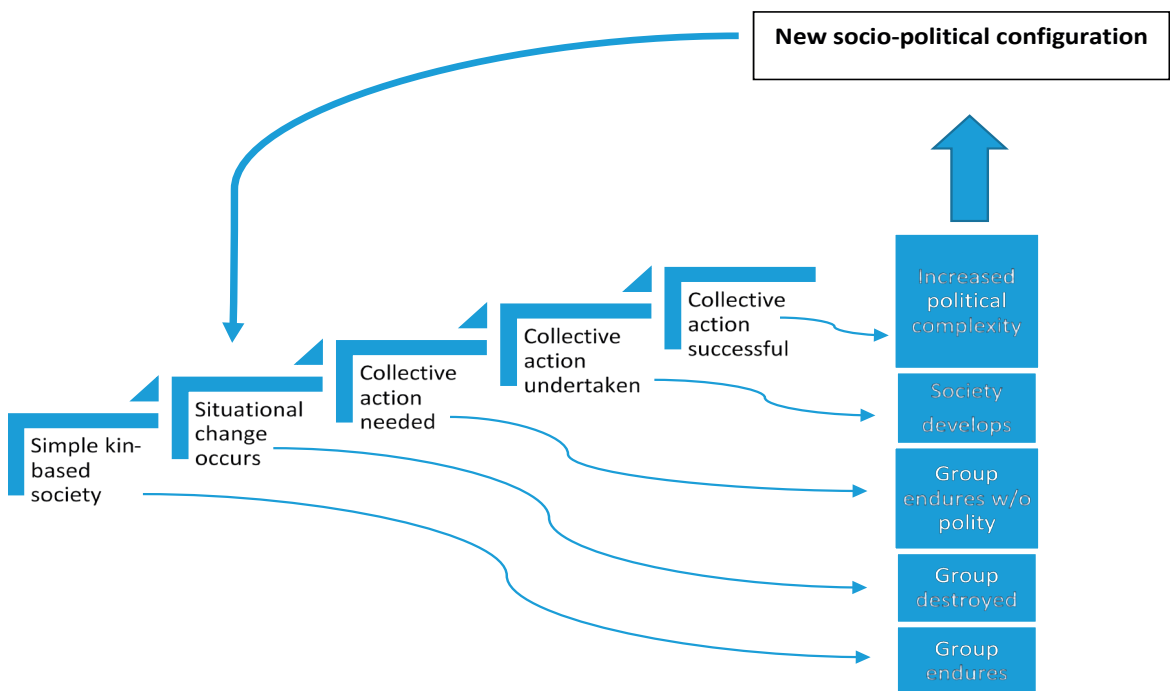 New socio-political configuration
Simple kin-
based
society
Situational
change
occurs
Collective
action
needed
Collective
action
undertaken
Collective
action
successful
Increased
political
complexity
Society
develops
Group
endures w/o
polity
Group
destroyed
Group
endures